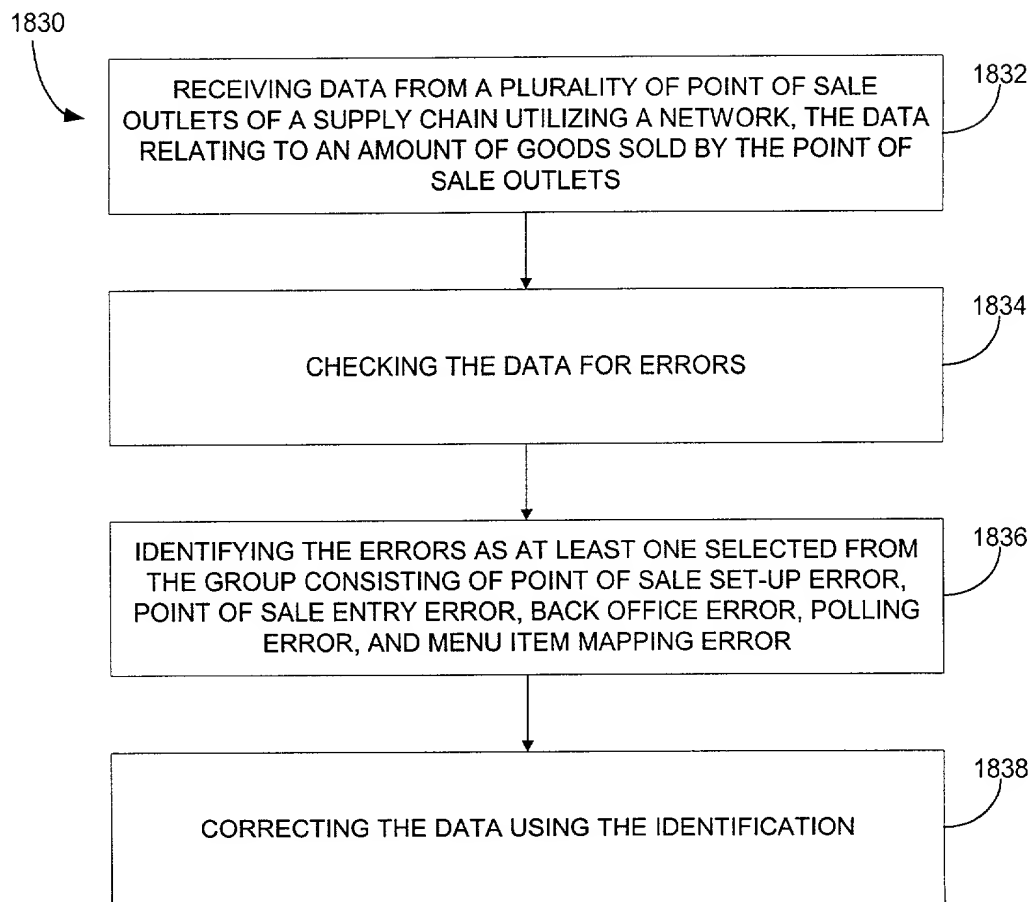 1830
RECEIVING DATA FROM A PLURALITY OF POINT OF SALE
OUTLETS OF A SUPPLY CHAIN UTILIZING A NETWORK, THE DATA
RELATING TO AN AMOUNT OF GOODS SOLD BY THE POINT OF
SALE OUTLETS
1832
CHECKING THE DATA FOR ERRORS
1834
IDENTIFYING THE ERRORS AS AT LEAST ONE SELECTED FROM
THE GROUP CONSISTING OF POINT OF SALE SET-UP ERROR,
POINT OF SALE ENTRY ERROR, BACK OFFICE ERROR, POLLING
ERROR, AND MENU ITEM MAPPING ERROR
1836
CORRECTING THE DATA USING THE IDENTIFICATION
1838